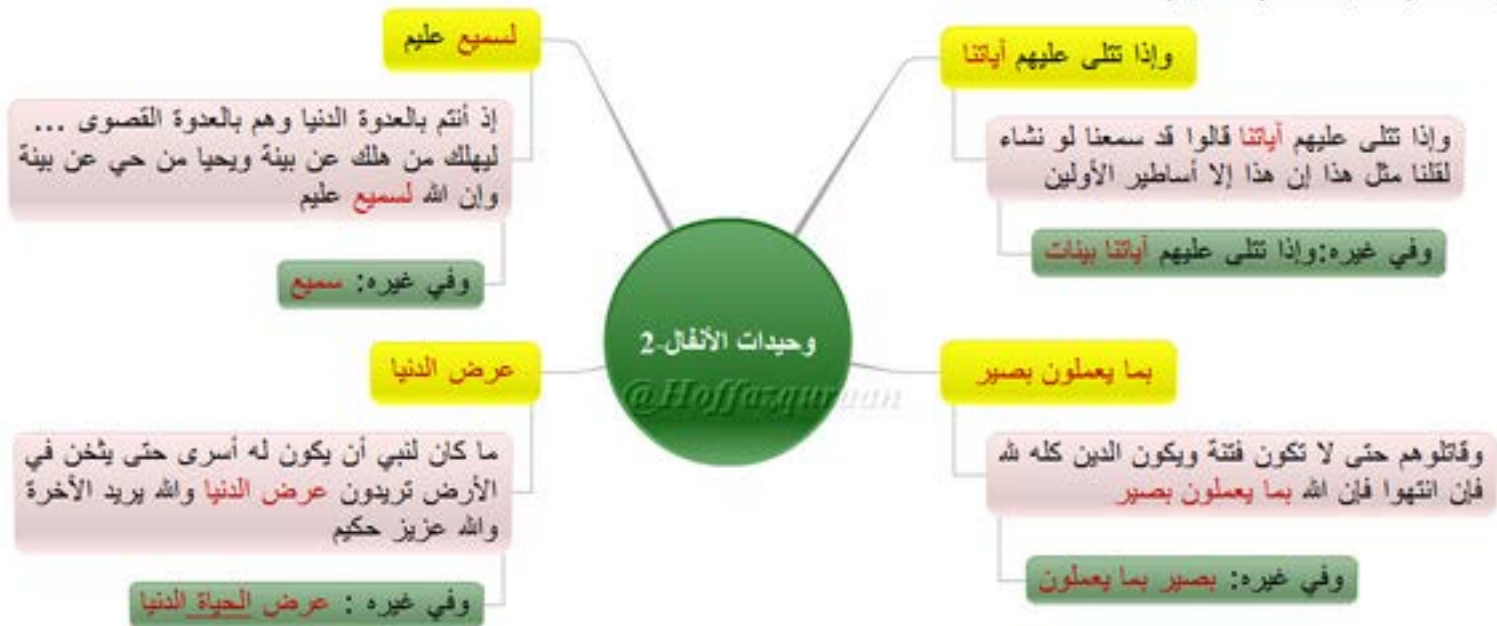 وإذا تتلى عليهم آياتنا
وإذا تتلى عليهم آياتنا قالوا قد سمعنا لو نشاء
لقلنا مثل هذا إن هذا إلا أساطير الأولين
وفي غيره:وإذا تتلى عليهم آياتنا بينات
بما يعملون بصير
وقاتلوهم حتى لا تكون فتنة ويكون الدين كله لله
فإن انتهوا فإن الله بما يعملون بصير
وفي غيره: بصير بما يعملون
وحيدات الأنفال-2
@Hoffazquraan
لسميع عليم
إذ أنتم بالعدوة الدنيا وهم بالعدوة القصوى ...
ليهلك من هلك عن بينة ويحيا من حي عن بينة
وإن الله لسميع عليم
وفي غيره: سميع
عرض الدنيا
ما كان لنبي أن يكون له أسرى حتى يثخن في
الأرض تريدون عرض الدنيا والله يريد الآخرة
والله عزيز حكيم
وفي غيره : عرض الحياة الدنيا